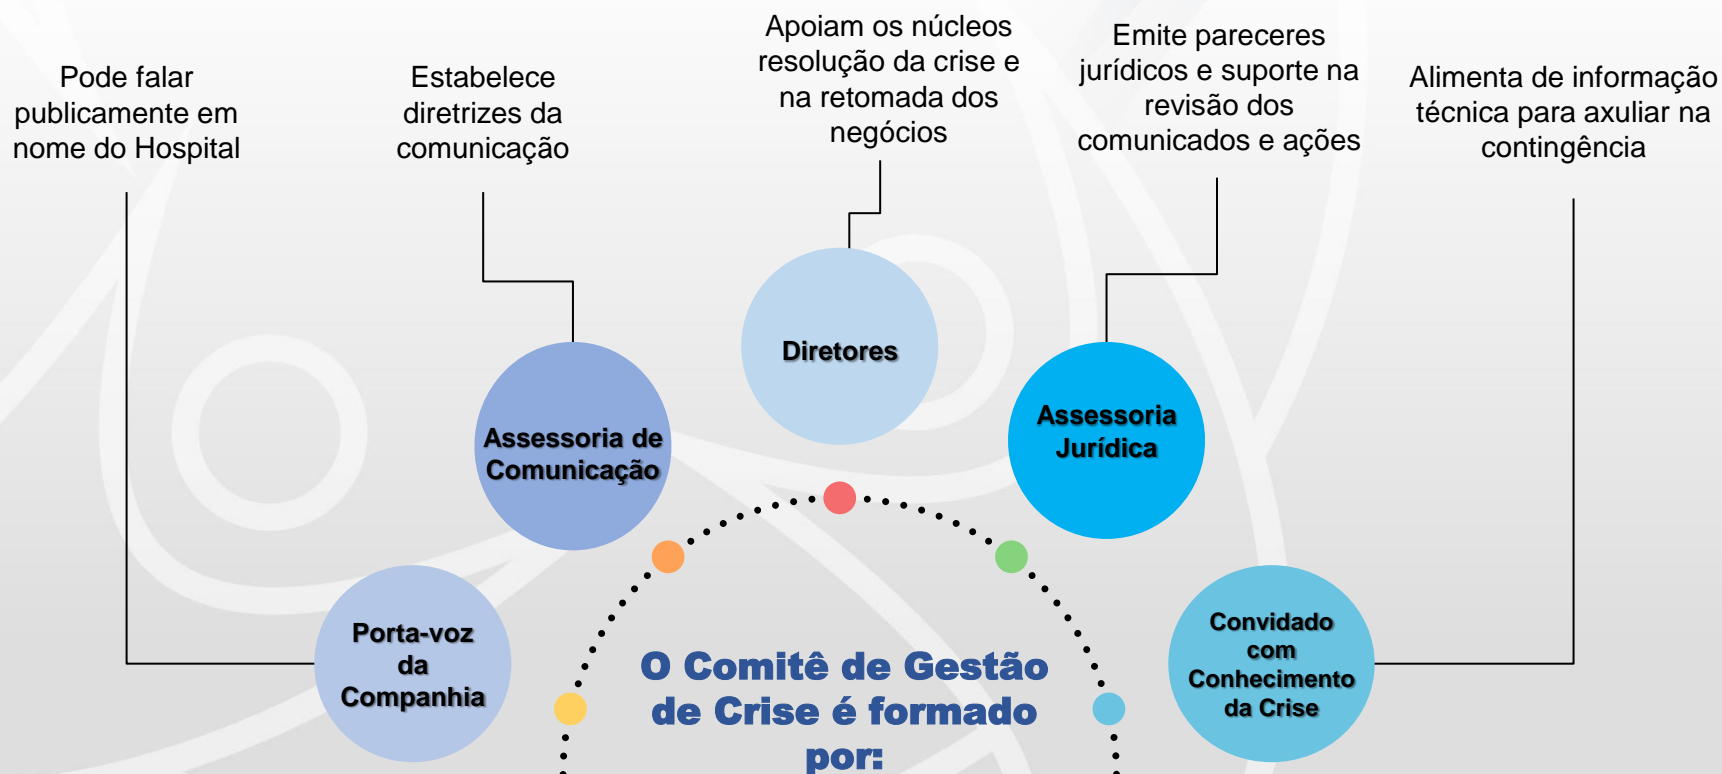 Pode falar
publicamente em
nome do Hospital
Estabelece
diretrizes da
comunicação
Apoiam os núcleos
resolução da crise e
na retomada dos
negócios
Emite pareceres
jurídicos e suporte na
revisão dos
comunicados e ações
Alimenta de informação
técnica para axuliar na
contingência
Porta-voz
da
Companhia
Assessoria de
Comunicação
Diretores
Assessoria
Jurídica
Convidado
com
Conhecimento
da Crise
O Comitê de Gestão
de Crise é formado
por: